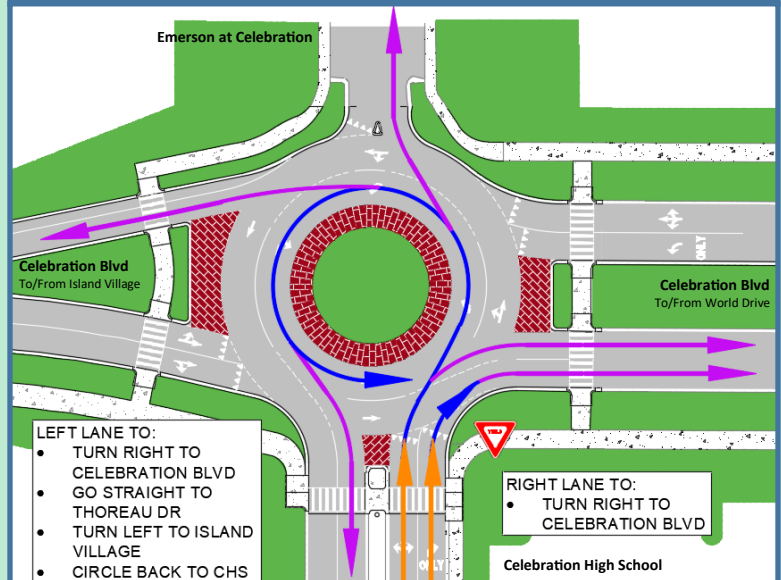 Emerson at Celebration
ONLY
Celebration Blvd
To/From Island Village
Celebration Blvd
To/From World Drive
LEFT LANE TO:
• TURN RIGHT TO
CELEBRATION BLVD
• GO STRAIGHT TO
THOREAU DR
• TURN LEFT TO ISLAND
VILLAGE
• CIRCLE BACK TO CHS
YIELD
RIGHT LANE TO:
• TURN RIGHT TO
CELEBRATION BLVD
ONLY
Celebration High School